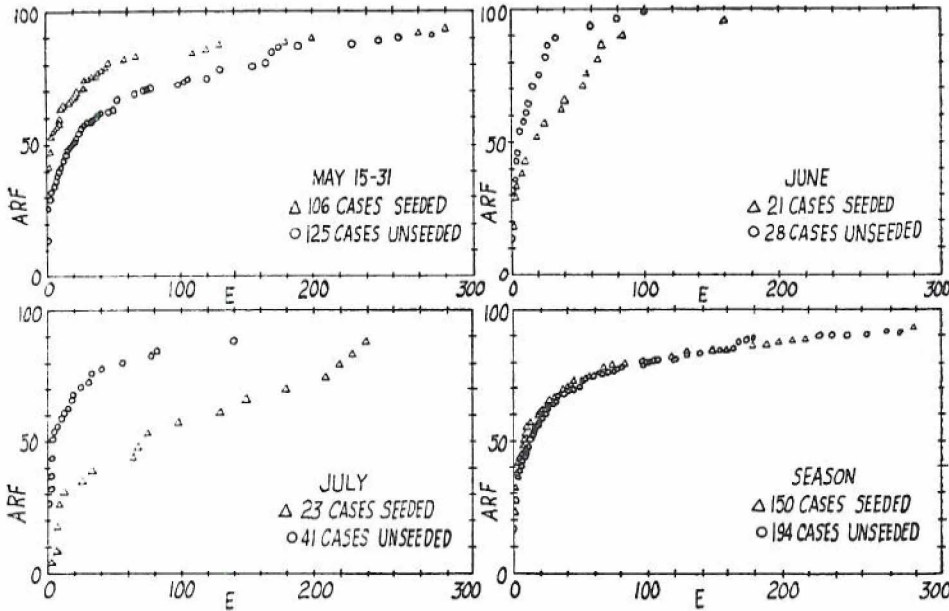 100
50
0
ARF
MAY 15-31
△ 106 CASES SEEDED
○ 125 CASES UNSEEDED
100
E
200
300
100
50
0
ARF
JUNE
△ 21 CASES SEEDED
○ 28 CASES UNSEEDED
100
E
200
300
100
50
0
ARF
JULY
△ 23 CASES SEEDED
○ 41 CASES UNSEEDED
100
E
200
300
100
50
0
ARF
SEASON
△ 150 CASES SEEDED
○ 194 CASES UNSEEDED
0
100
E
200
300